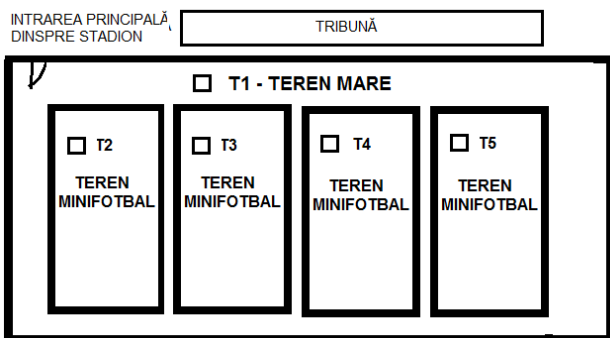 INTRAREA PRINCIPALĂ
DINSPRE STADION
TRIBUNĂ
T1 - TEREN MARE
T2
TEREN
MINIFOTBAL
T3
TEREN
MINIFOTBAL
T4
TEREN
MINIFOTBAL
T5
TEREN
MINIFOTBAL